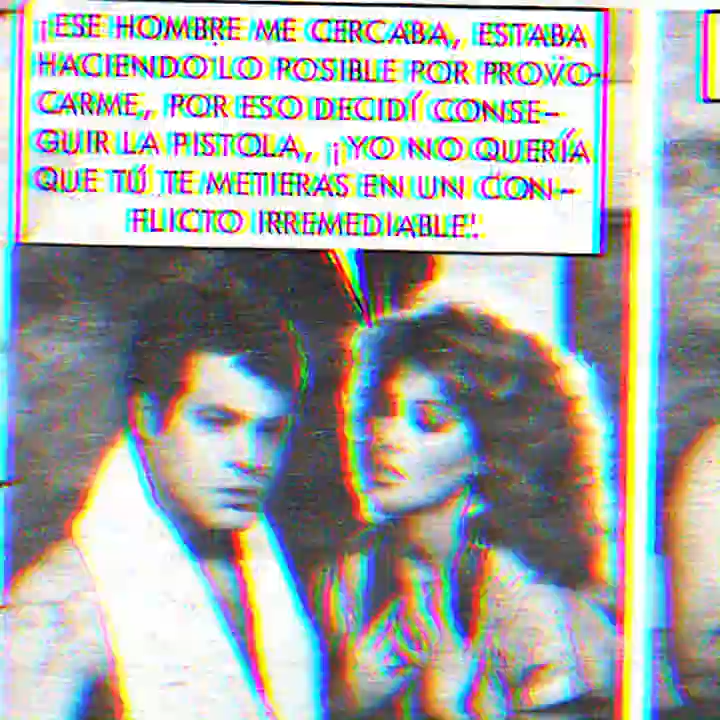 ¡ESE HOMBRE ME CERCABA, ESTABA
HACIENDO LO POSIBLE POR PROVO-
CARME, POR ESO DECIDÍ CONSE-
GUIR LA PISTOLA, ¡YO NO QUERÍA
QUE TÚ TE METIERAS EN UN CON-
FLICTO IRREMEDIABLE!